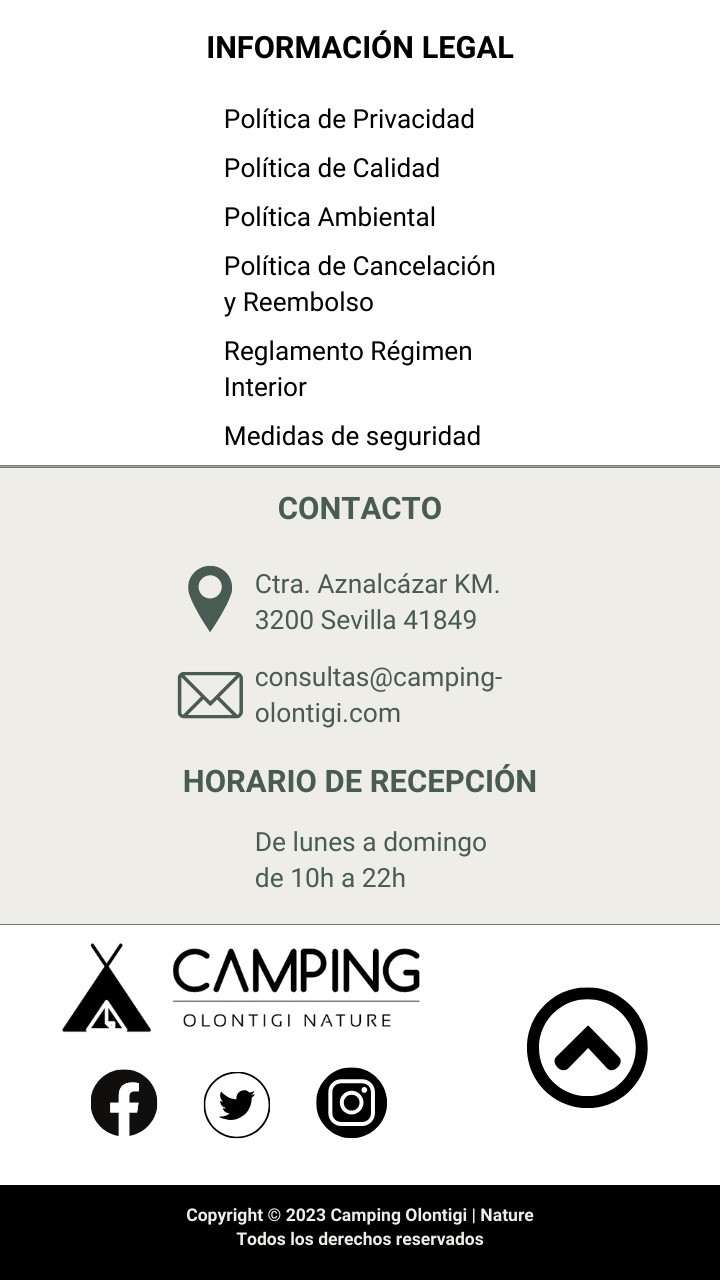 INFORMACIÓN LEGAL
Política de Privacidad
Política de Calidad
Política Ambiental
Política de Cancelación
y Reembolso
Reglamento Régimen
Interior
Medidas de seguridad
CONTACTO
Ctra. Aznalcázar KM.
3200 Sevilla 41849
consultas@camping-
olontigi.com
HORARIO DE RECEPCIÓN
De lunes a domingo
de 10h a 22h
CAMPING
OLONTIGI NATURE
Copyright © 2023 Camping Olontigi | Nature
Todos los derechos reservados